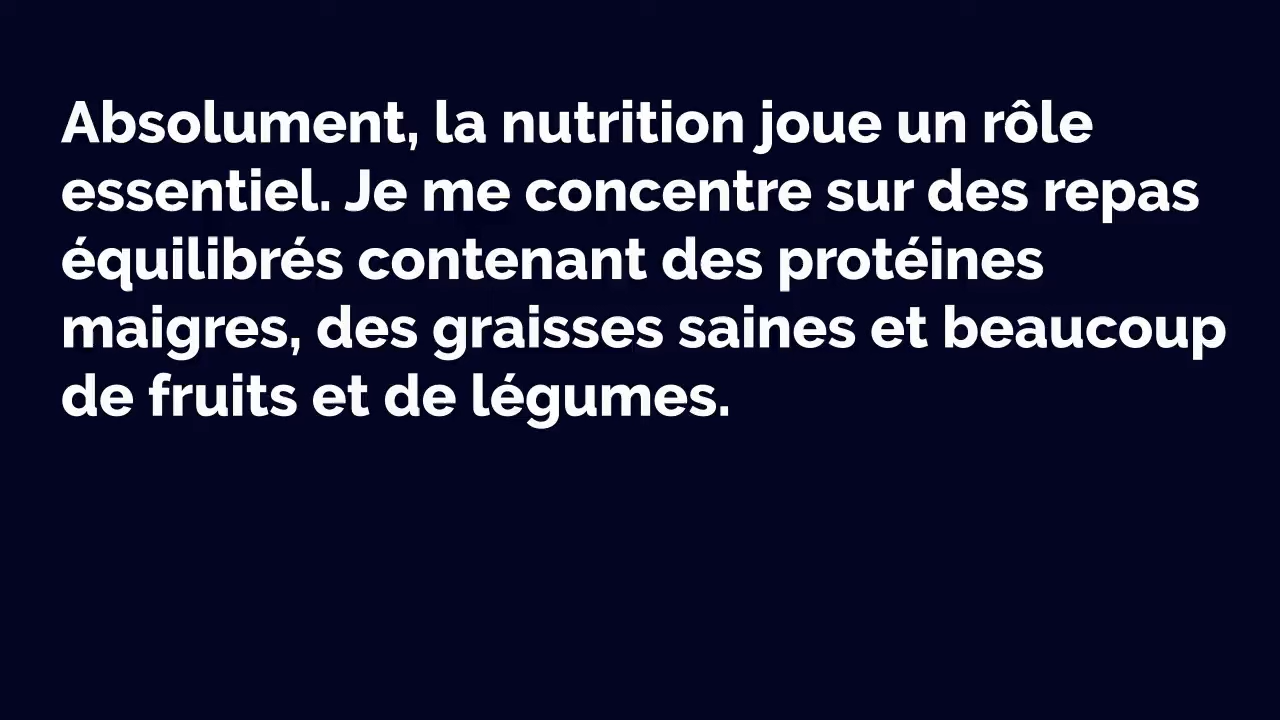 Absolument, la nutrition joue un rôle
essentiel. Je me concentre sur des repas
équilibrés contenant des protéines
maigres, des graisses saines et beaucoup
de fruits et de légumes.